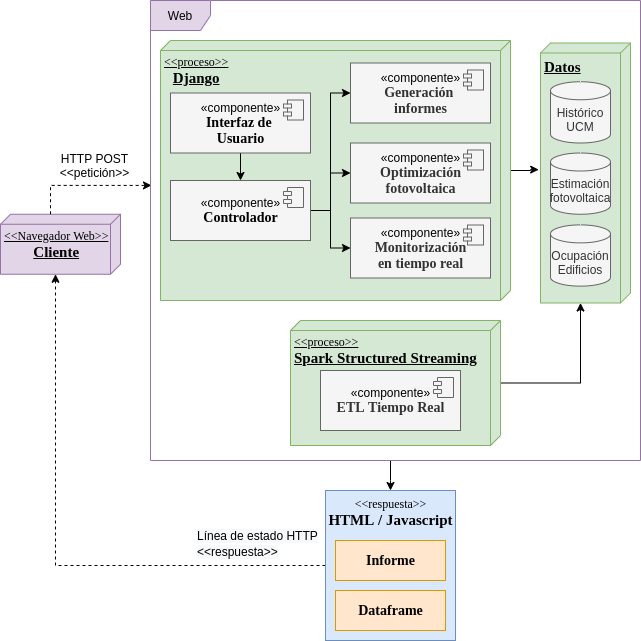 Web
<<proceso>>
Django
«componente»
Interfaz de
Usuario
«componente»
Controlador
«componente»
Generación
informes
«componente»
Optimización
fotovoltaica
«componente»
Monitorización
en tiempo real
Datos
Histórico
UCM
Estimación
fotovoltaica
Ocupación
Edificios
HTTP POST
<<petición>>
<<Navegador Web>>
Cliente
<<proceso>>
Spark Structured Streaming
«componente»
ETL Tiempo Real
<<respuesta>>
HTML / Javascript
Informe
Dataframe
Línea de estado HTTP
<<respuesta>>